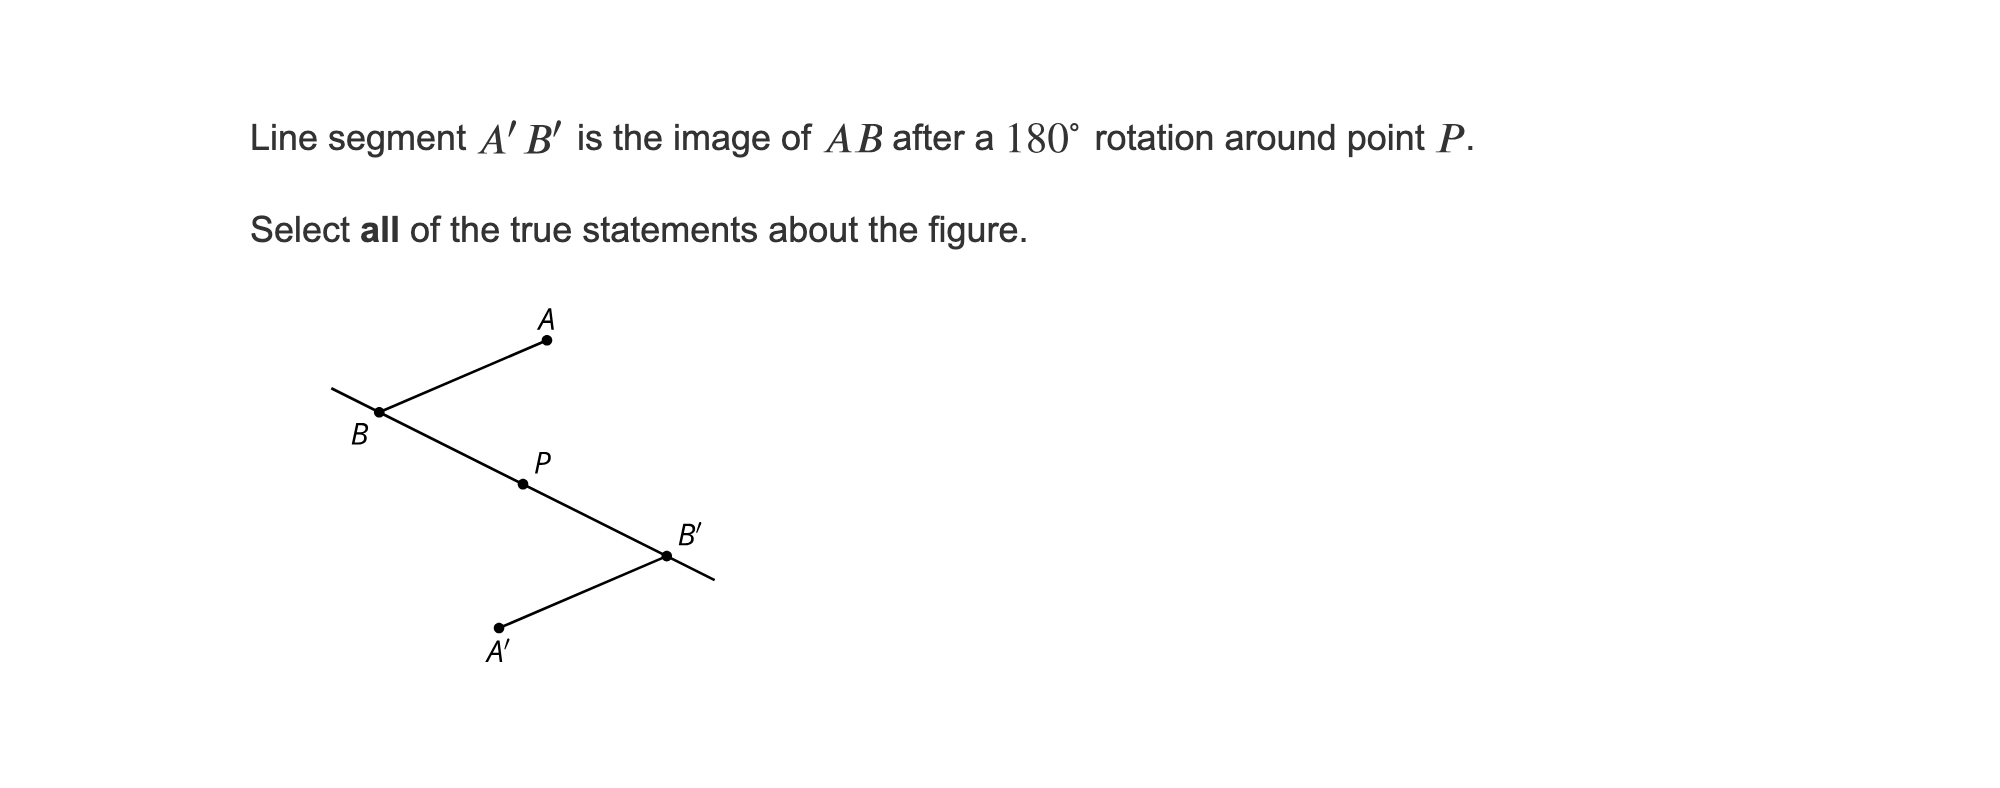 Line segment A′B′ is the image of AB after a 180° rotation around point P.
Select all of the true statements about the figure.
A
B
P
B′
A′